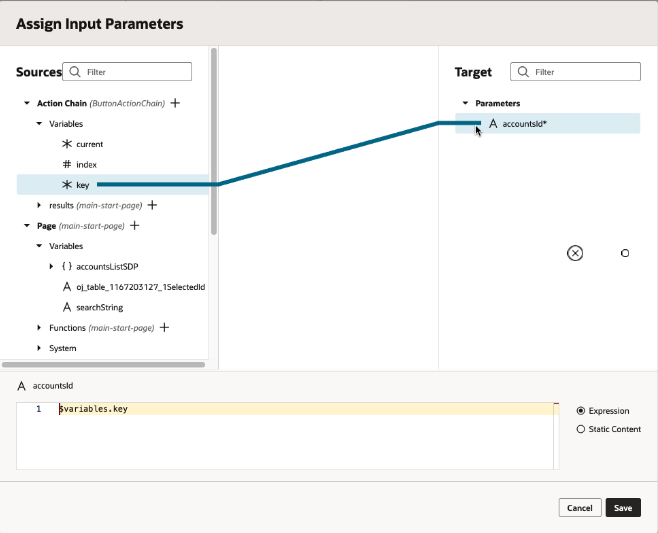 Assign Input Parameters
Sources
Filter
Target
Filter
Action Chain (ButtonActionChain)
Variables
current
index
key
results (main-start-page)
Page (main-start-page)
Variables
{ } accountsListSDP
A oj_table_1167203127_1SelectedId
A searchString
Functions (main-start-page)
System
Parameters
A accountsId*
A accountsId
1 $variables.key
Expression
Static Content
Cancel
Save